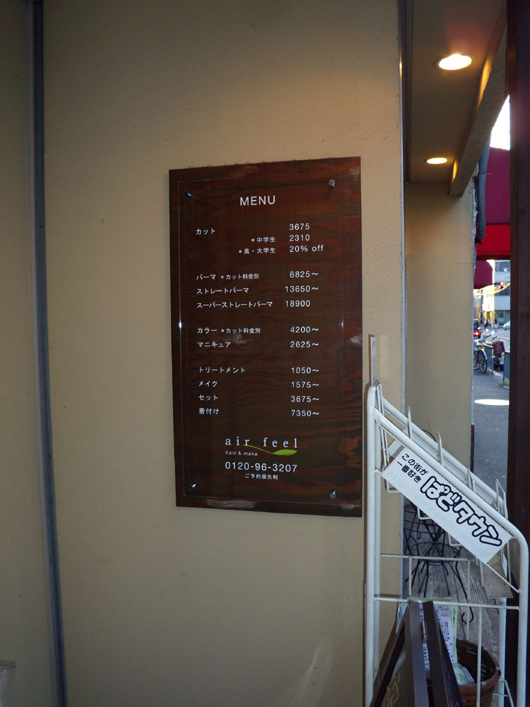 MENU
カット 3675
＊中学生 2310
＊高・大学生 20% off
パーマ ＊カット料金別 6825〜
ストレートパーマ 13650〜
スーパーストレートパーマ 18900
カラー ＊カット料金別 4200〜
マニキュア 2625〜
トリートメント 1050〜
メイク 1575〜
セット 3675〜
着付け 7350〜
air feel
hair & make
0120-96-3207
ご予約優先制
この街が
一番好き
ぱどタウン